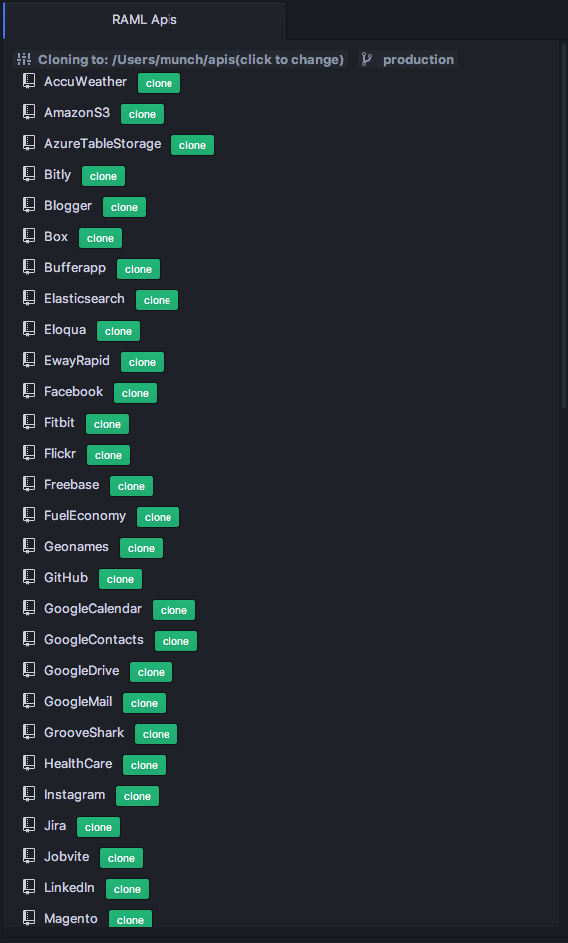 RAML Apis
Cloning to: /Users/munch/apis(click to change) production
AccuWeather clone
AmazonS3 clone
AzureTableStorage clone
Bitly clone
Blogger clone
Box clone
Bufferapp clone
Elasticsearch clone
Eloqua clone
EwayRapid clone
Facebook clone
Fitbit clone
Flickr clone
Freebase clone
FuelEconomy clone
Geonames clone
GitHub clone
GoogleCalendar clone
GoogleContacts clone
GoogleDrive clone
GoogleMail clone
GrooveShark clone
HealthCare clone
Instagram clone
Jira clone
Jobvite clone
LinkedIn clone
Magento clone